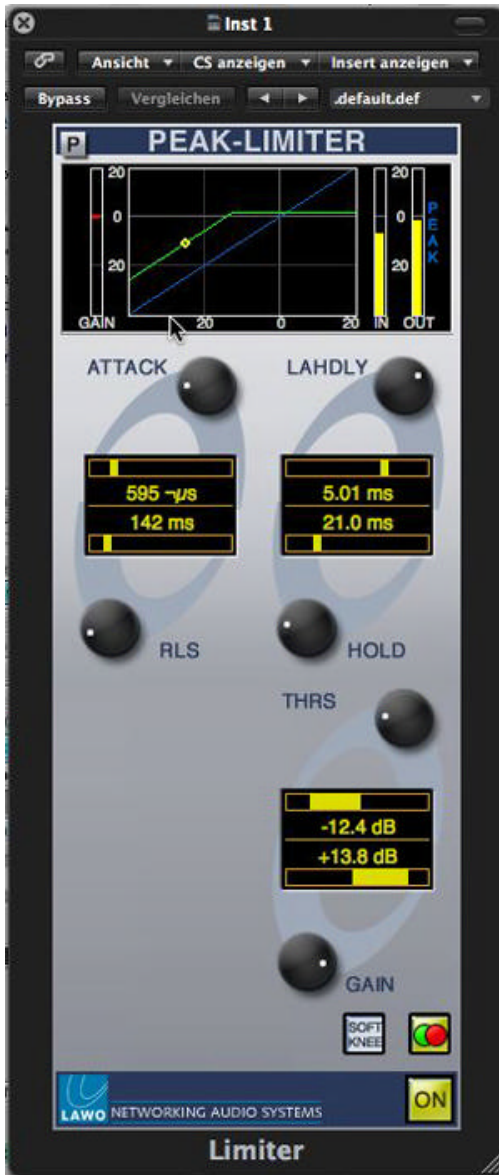 Inst 1
Ansicht CS anzeigen Insert anzeigen
Bypass Vergleichen .default.def
P PEAK-LIMITER
20 20
0 0
20 20
PEAK
GAIN 20 0 20 IN OUT
ATTACK LAHDLY
595 ¬µs 5.01 ms
142 ms 21.0 ms
RLS HOLD
THRS
-12.4 dB
+13.8 dB
GAIN
SOFT
KNEE
LAWO NETWORKING AUDIO SYSTEMS ON
Limiter